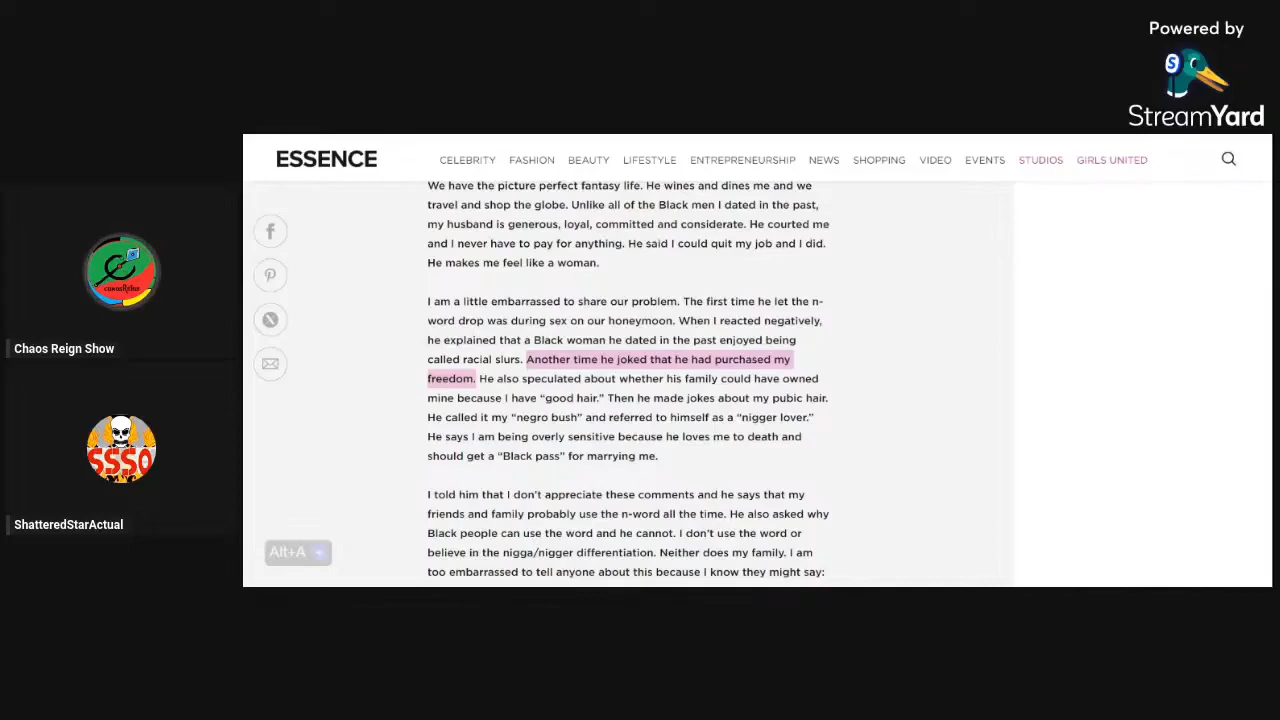 Powered by
S
StreamYard
ESSENCE
CELEBRITY FASHION BEAUTY LIFESTYLE ENTREPRENEURSHIP NEWS SHOPPING VIDEO EVENTS STUDIOS GIRLS UNITED
We have the picture perfect fantasy life. He wines and dines me and we
travel and shop the globe. Unlike all of the Black men I dated in the past,
my husband is generous, loyal, committed and considerate. He courted me
and I never have to pay for anything. He said I could quit my job and I did.
He makes me feel like a woman.
I am a little embarrassed to share our problem. The first time he let the n-
word drop was during sex on our honeymoon. When I reacted negatively,
he explained that a Black woman he dated in the past enjoyed being
called racial slurs. Another time he joked that he had purchased my
freedom. He also speculated about whether his family could have owned
mine because I have “good hair.” Then he made jokes about my pubic hair.
He called it my “negro bush” and referred to himself as a “nigger lover.”
He says I am being overly sensitive because he loves me to death and
should get a “Black pass” for marrying me.
I told him that I don’t appreciate these comments and he says that my
friends and family probably use the n-word all the time. He also asked why
Black people can use the word and he cannot. I don’t use the word or
believe in the nigga/nigger differentiation. Neither does my family. I am
too embarrassed to tell anyone about this because I know they might say:
Alt+A
Chaos Reign Show
SSSO
ShatteredStarActual